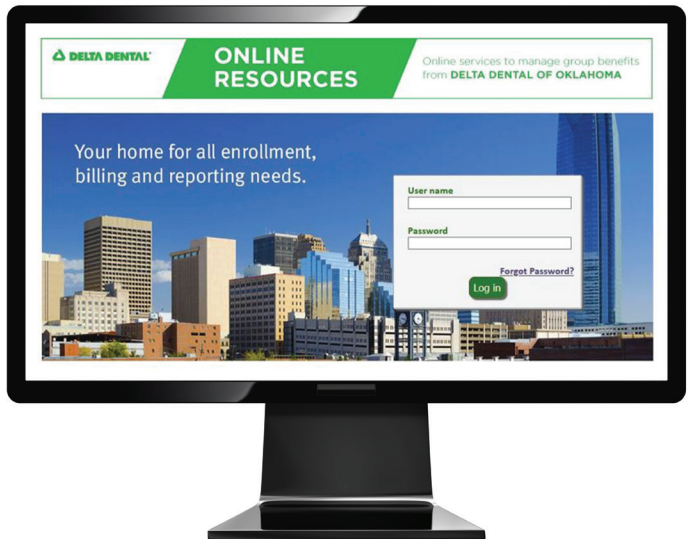 DELTA DENTAL®
ONLINE
RESOURCES
Online services to manage group benefits
from DELTA DENTAL OF OKLAHOMA
Your home for all enrollment,
billing and reporting needs.
User name
Password
Forgot Password?
Log in